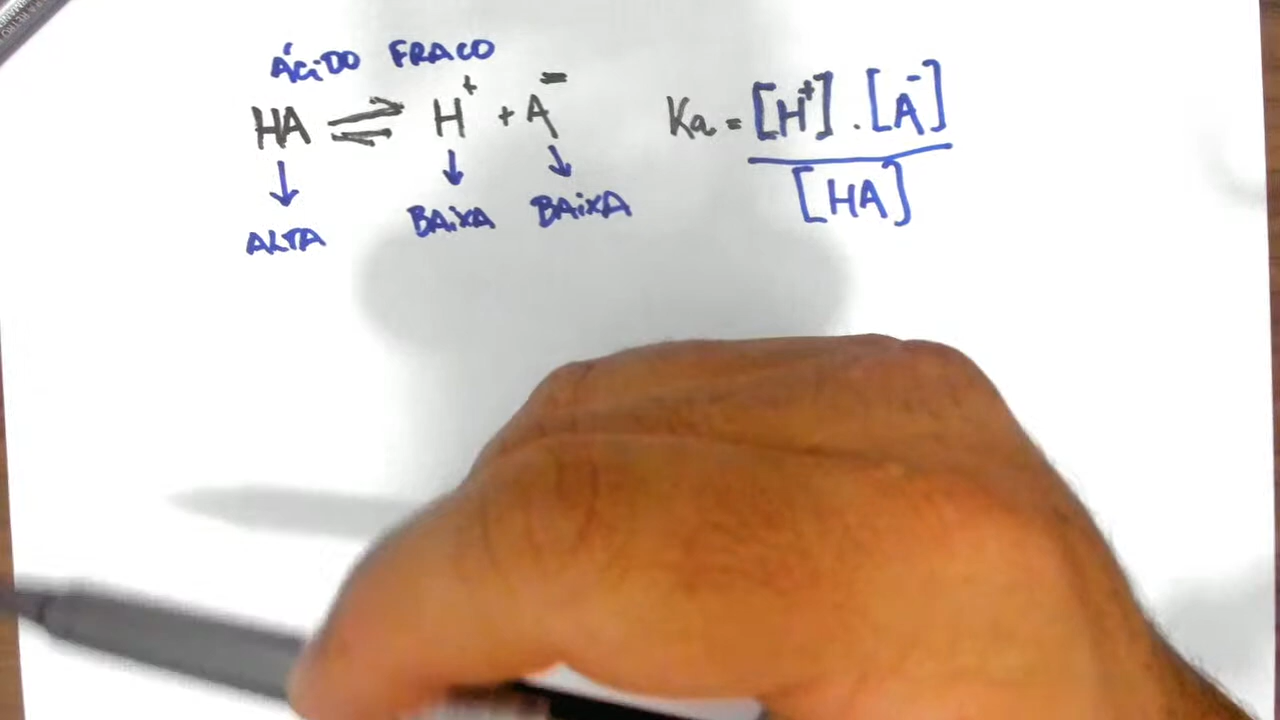 ÁCiDO FRACO
HA ⇌ H⁺ + A⁻ Ka = [H⁺] . [A⁻] / [HA]
↓ ↓ ↓
ALTA BAiXA BAiXA